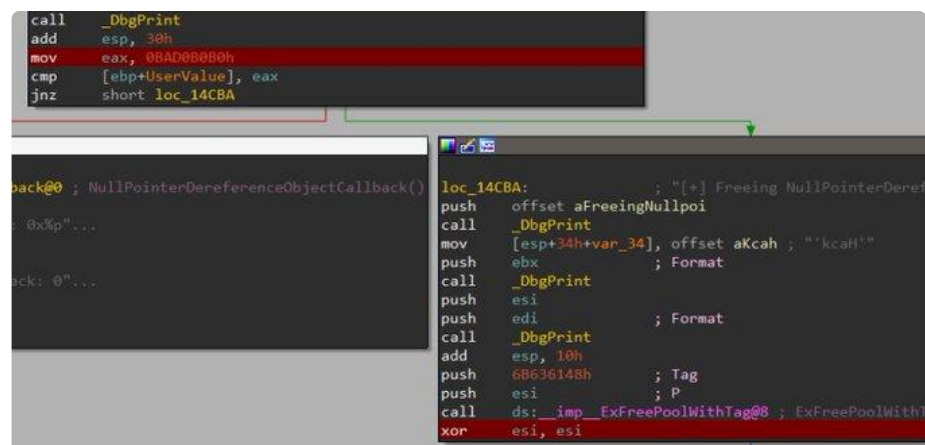 call _DbgPrint
add esp, 30h
mov eax, 0BAD0B0B0h
cmp [ebp+UserValue], eax
jnz short loc_14CBA
back@0 ; NullPointerDereferenceObjectCallback()
: 0x%p"...
ack: 0"...
loc_14CBA: ; "[+] Freeing NullPointerDeref
push offset aFreeingNullpoi
call _DbgPrint
mov [esp+34h+var_34], offset aKcah ; "'kcaH'"
push ebx ; Format
call _DbgPrint
push esi
push edi ; Format
call _DbgPrint
add esp, 10h
push 6B636148h ; Tag
push esi ; P
call ds:__imp__ExFreePoolWithTag@8 ; ExFreePoolWithT
xor esi, esi